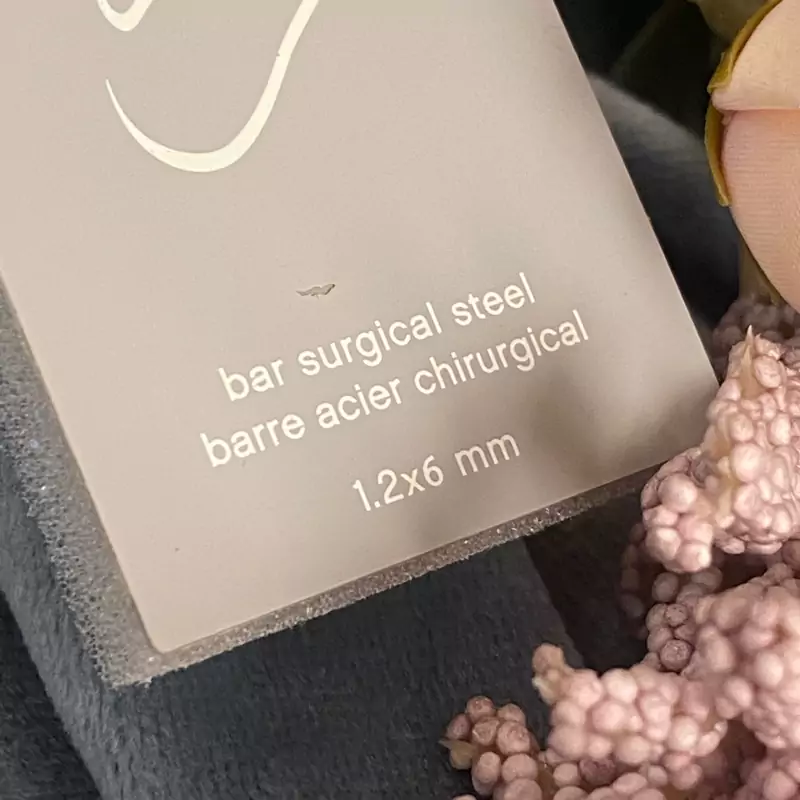 bar surgical steel
barre acier chirurgical
1.2x6 mm